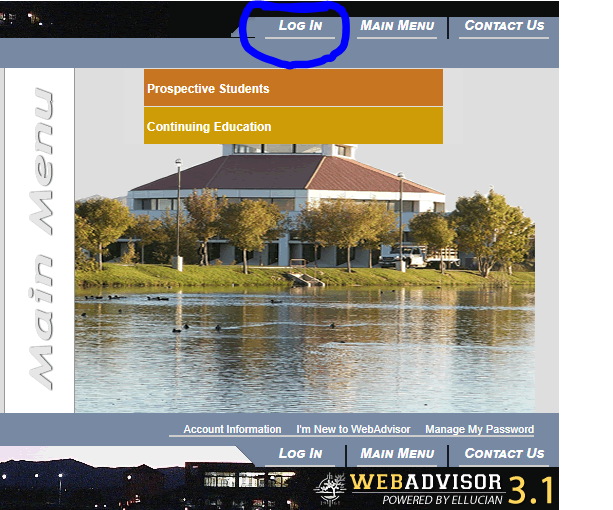 LOG IN MAIN MENU CONTACT US
Main Menu
Prospective Students
Continuing Education
Account Information I'm New to WebAdvisor Manage My Password
LOG IN MAIN MENU CONTACT US
WEBADVISOR 3.1
POWERED BY ELLUCIAN